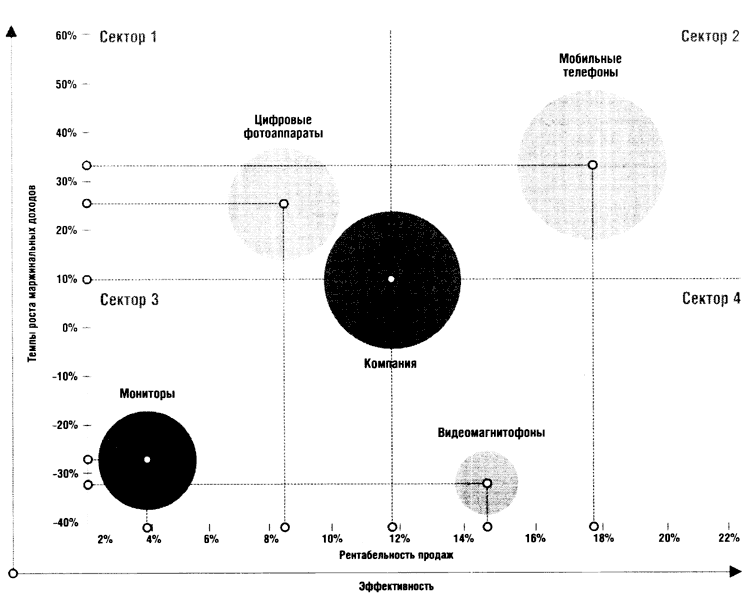 Сектор 1
Сектор 2
60%
50%
40%
30%
20%
10%
0%
-10%
-20%
-30%
-40%
Темпы роста маржинальных доходов
Мобильные
телефоны
Цифровые
фотоаппараты
Сектор 3
Сектор 4
Компания
Мониторы
Видеомагнитофоны
2% 4% 6% 8% 10% 12% 14% 16% 18% 20% 22%
Рентабельность продаж
Эффективность